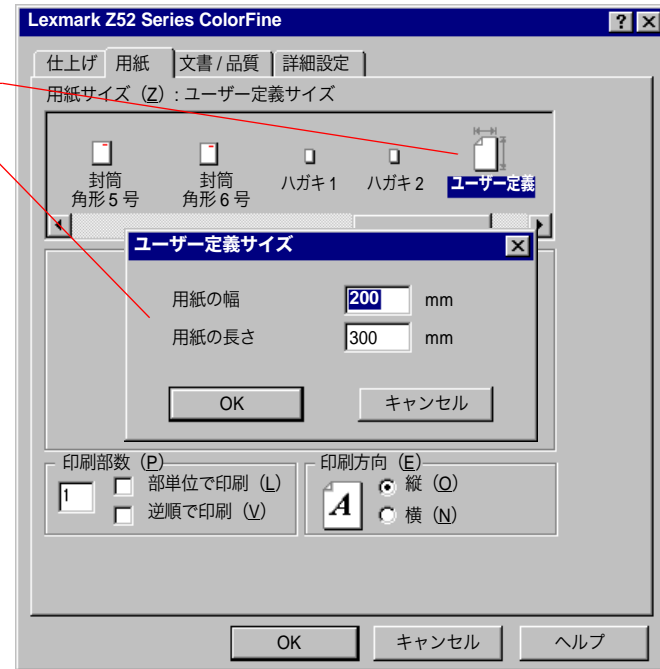 Lexmark Z52 Series ColorFine
仕上げ 用紙 文書 / 品質 詳細設定
用紙サイズ（Z）: ユーザー定義サイズ
封筒
角形 5 号
封筒
角形 6 号
ハガキ 1
ハガキ 2
ユーザー定義
ユーザー定義サイズ
用紙の幅 200 mm
用紙の長さ 300 mm
OK キャンセル
印刷部数（P）
1
部単位で印刷（L）
逆順で印刷（V）
印刷方向（E）
A
縦（O）
横（N）
OK キャンセル ヘルプ